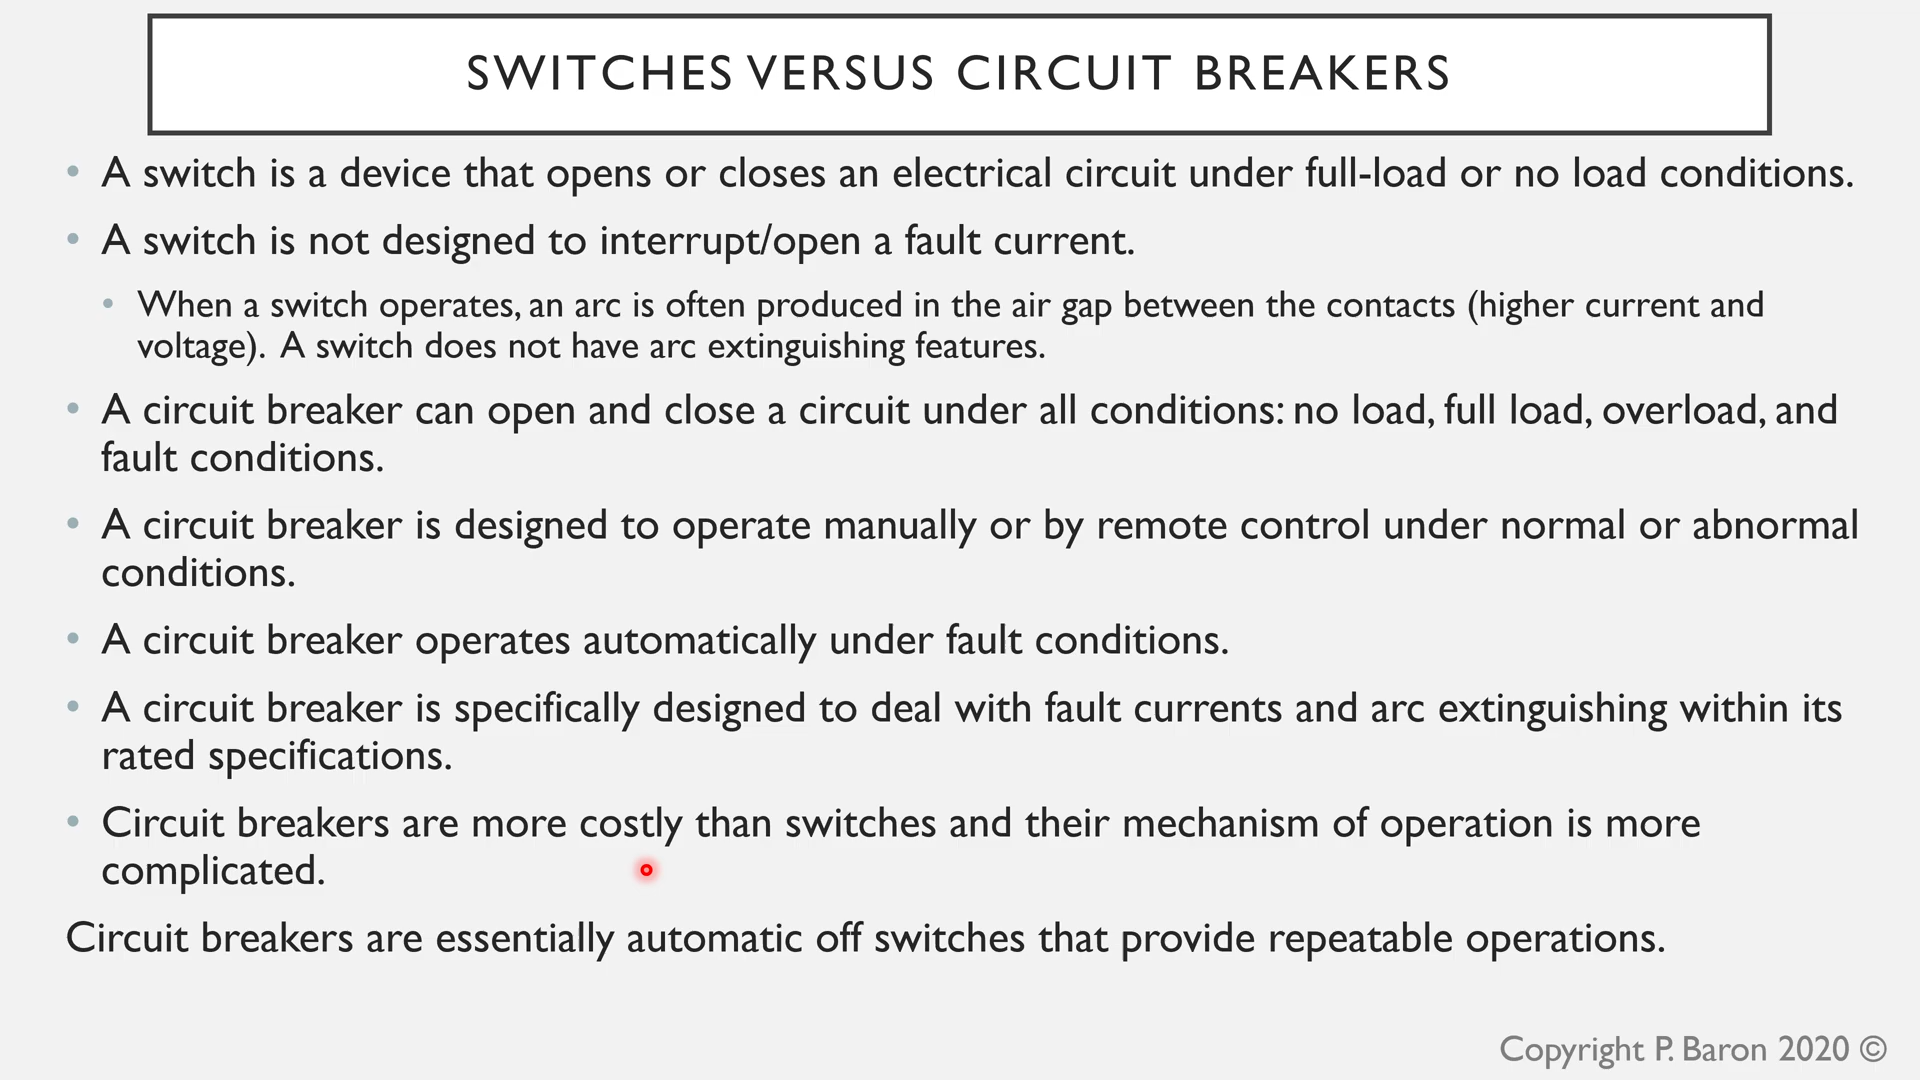 SWITCHES VERSUS CIRCUIT BREAKERS
• A switch is a device that opens or closes an electrical circuit under full-load or no load conditions.
• A switch is not designed to interrupt/open a fault current.
• When a switch operates, an arc is often produced in the air gap between the contacts (higher current and
voltage). A switch does not have arc extinguishing features.
• A circuit breaker can open and close a circuit under all conditions: no load, full load, overload, and
fault conditions.
• A circuit breaker is designed to operate manually or by remote control under normal or abnormal
conditions.
• A circuit breaker operates automatically under fault conditions.
• A circuit breaker is specifically designed to deal with fault currents and arc extinguishing within its
rated specifications.
• Circuit breakers are more costly than switches and their mechanism of operation is more
complicated.
Circuit breakers are essentially automatic off switches that provide repeatable operations.
Copyright P. Baron 2020 ©